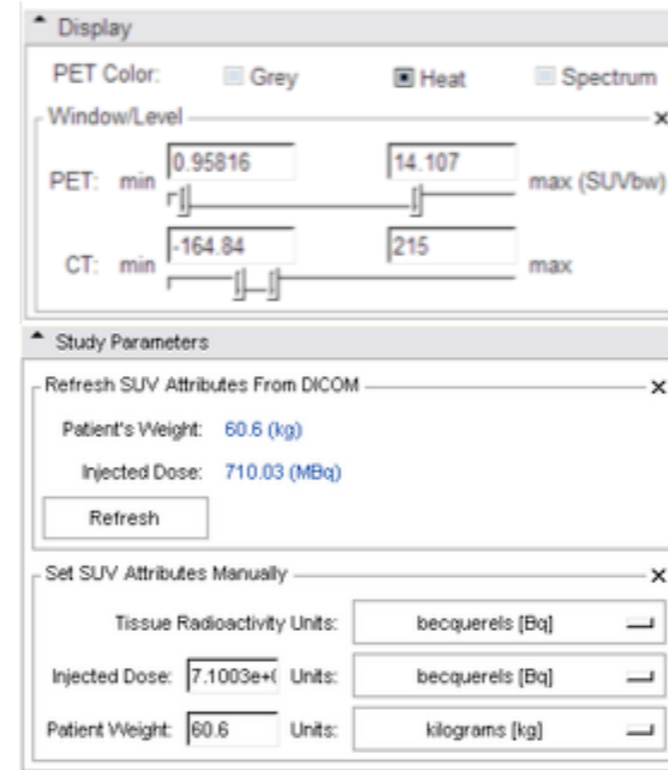 Display
PET Color: Grey Heat Spectrum
Window/Level
PET: min 0.95816 14.107 max (SUVbw)
CT: min -164.84 215 max
Study Parameters
Refresh SUV Attributes From DICOM
Patient's Weight: 60.6 (kg)
Injected Dose: 710.03 (MBq)
Refresh
Set SUV Attributes Manually
Tissue Radioactivity Units: becquerels [Bq]
Injected Dose: 7.1003e+ Units: becquerels [Bq]
Patient Weight: 60.6 Units: kilograms [kg]